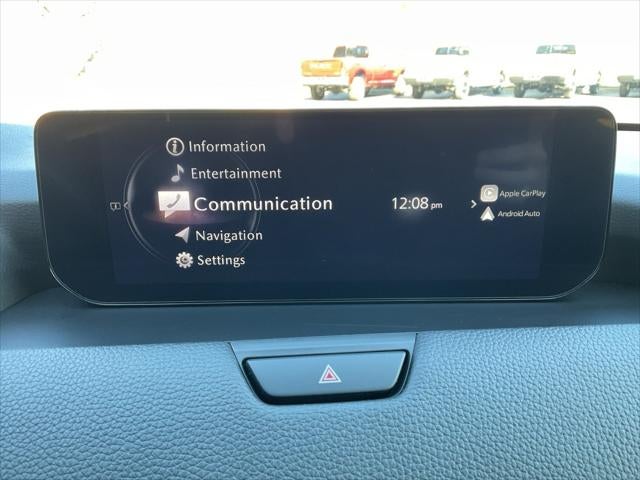 Information
Entertainment
Communication
12:08 pm
Apple CarPlay
Android Auto
Navigation
Settings